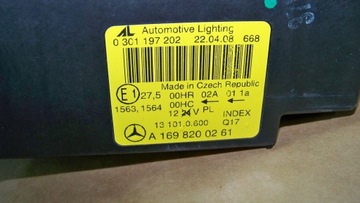 AL Automotive Lighting
0 301 197 202 22.04.08 668
Made in Czech Republic
E1 27,5 00HR 02A 01 1a
1563, 1564 00HC
12 24 V PL INDEX
13 101.0.600 Q17
A 169 820 02 61